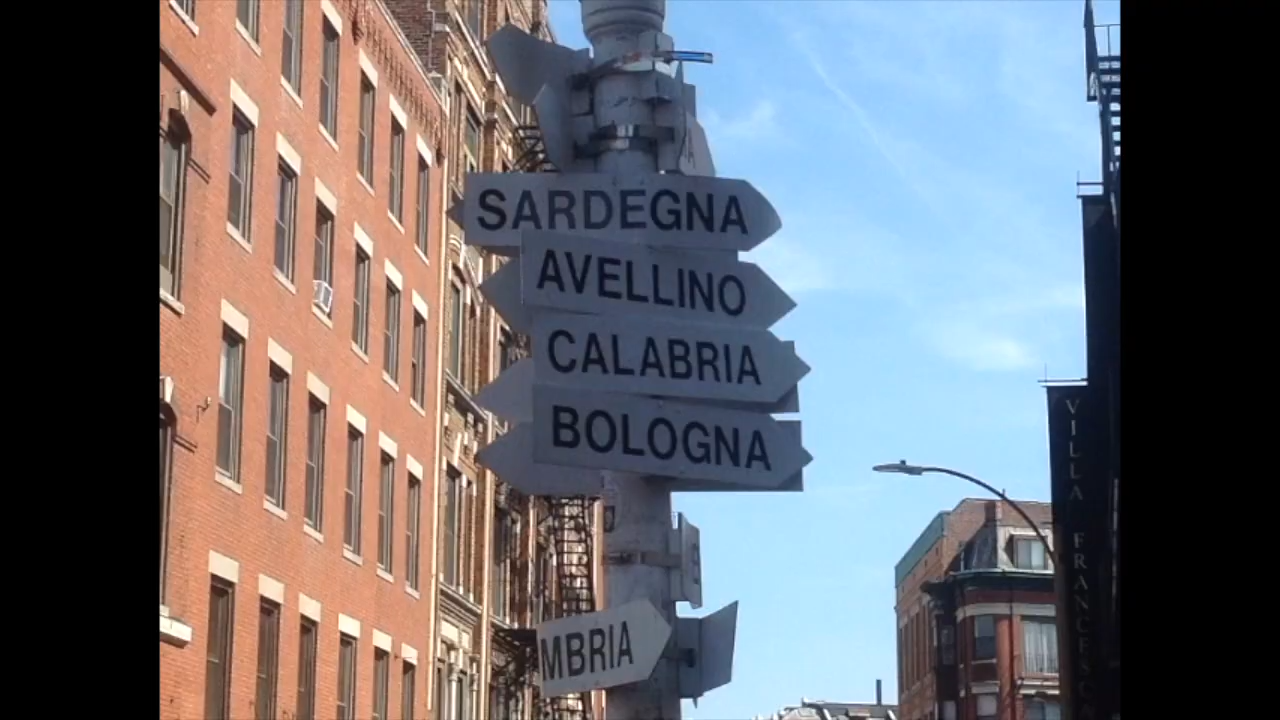 SARDEGNA
AVELLINO
CALABRIA
BOLOGNA
MBRIA
VILLA FRANCESCA